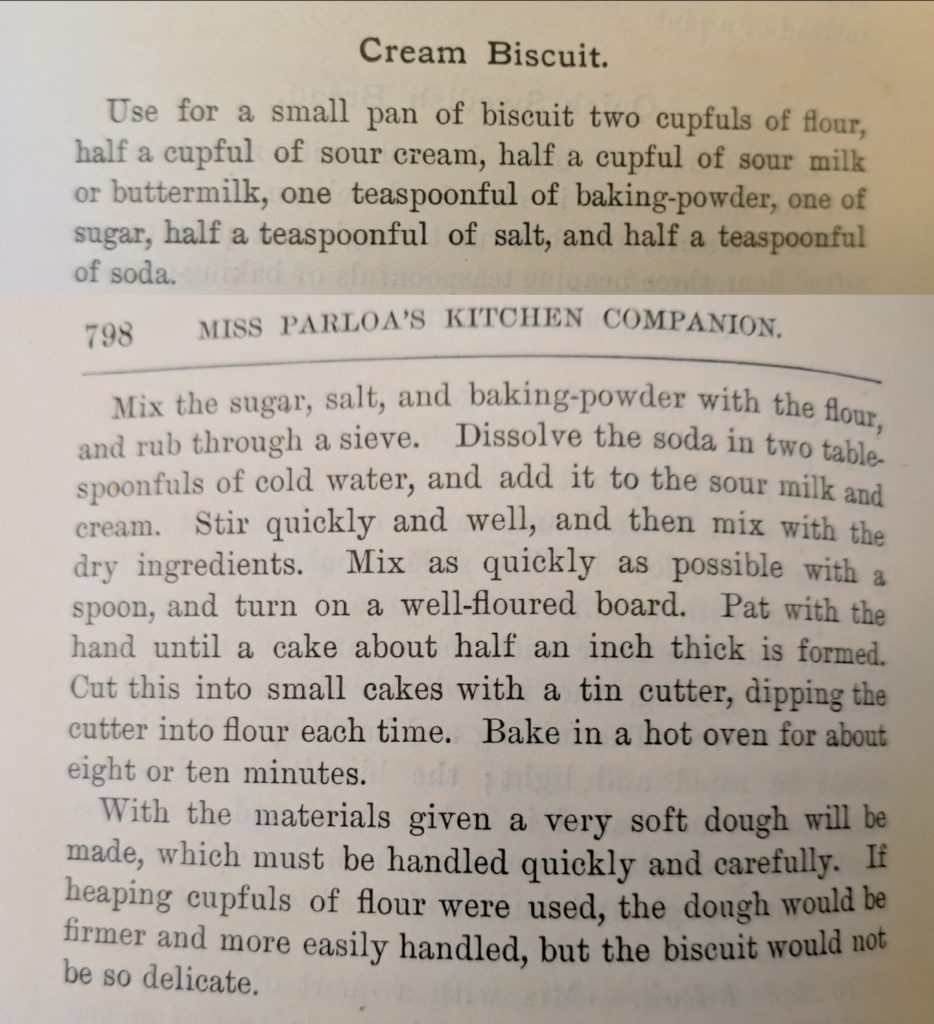 Cream Biscuit.
Use for a small pan of biscuit two cupfuls of flour,
half a cupful of sour cream, half a cupful of sour milk
or buttermilk, one teaspoonful of baking-powder, one of
sugar, half a teaspoonful of salt, and half a teaspoonful
of soda.
798 MISS PARLOA'S KITCHEN COMPANION.
Mix the sugar, salt, and baking-powder with the flour,
and rub through a sieve. Dissolve the soda in two table-
spoonfuls of cold water, and add it to the sour milk and
cream. Stir quickly and well, and then mix with the
dry ingredients. Mix as quickly as possible with a
spoon, and turn on a well-floured board. Pat with the
hand until a cake about half an inch thick is formed.
Cut this into small cakes with a tin cutter, dipping the
cutter into flour each time. Bake in a hot oven for about
eight or ten minutes.
With the materials given a very soft dough will be
made, which must be handled quickly and carefully. If
heaping cupfuls of flour were used, the dough would be
firmer and more easily handled, but the biscuit would not
be so delicate.